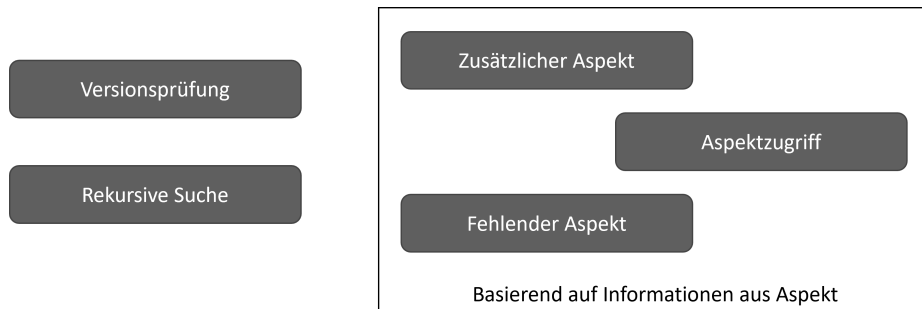 Versionsprüfung
Rekursive Suche
Zusätzlicher Aspekt
Aspektzugriff
Fehlender Aspekt
Basierend auf Informationen aus Aspekt